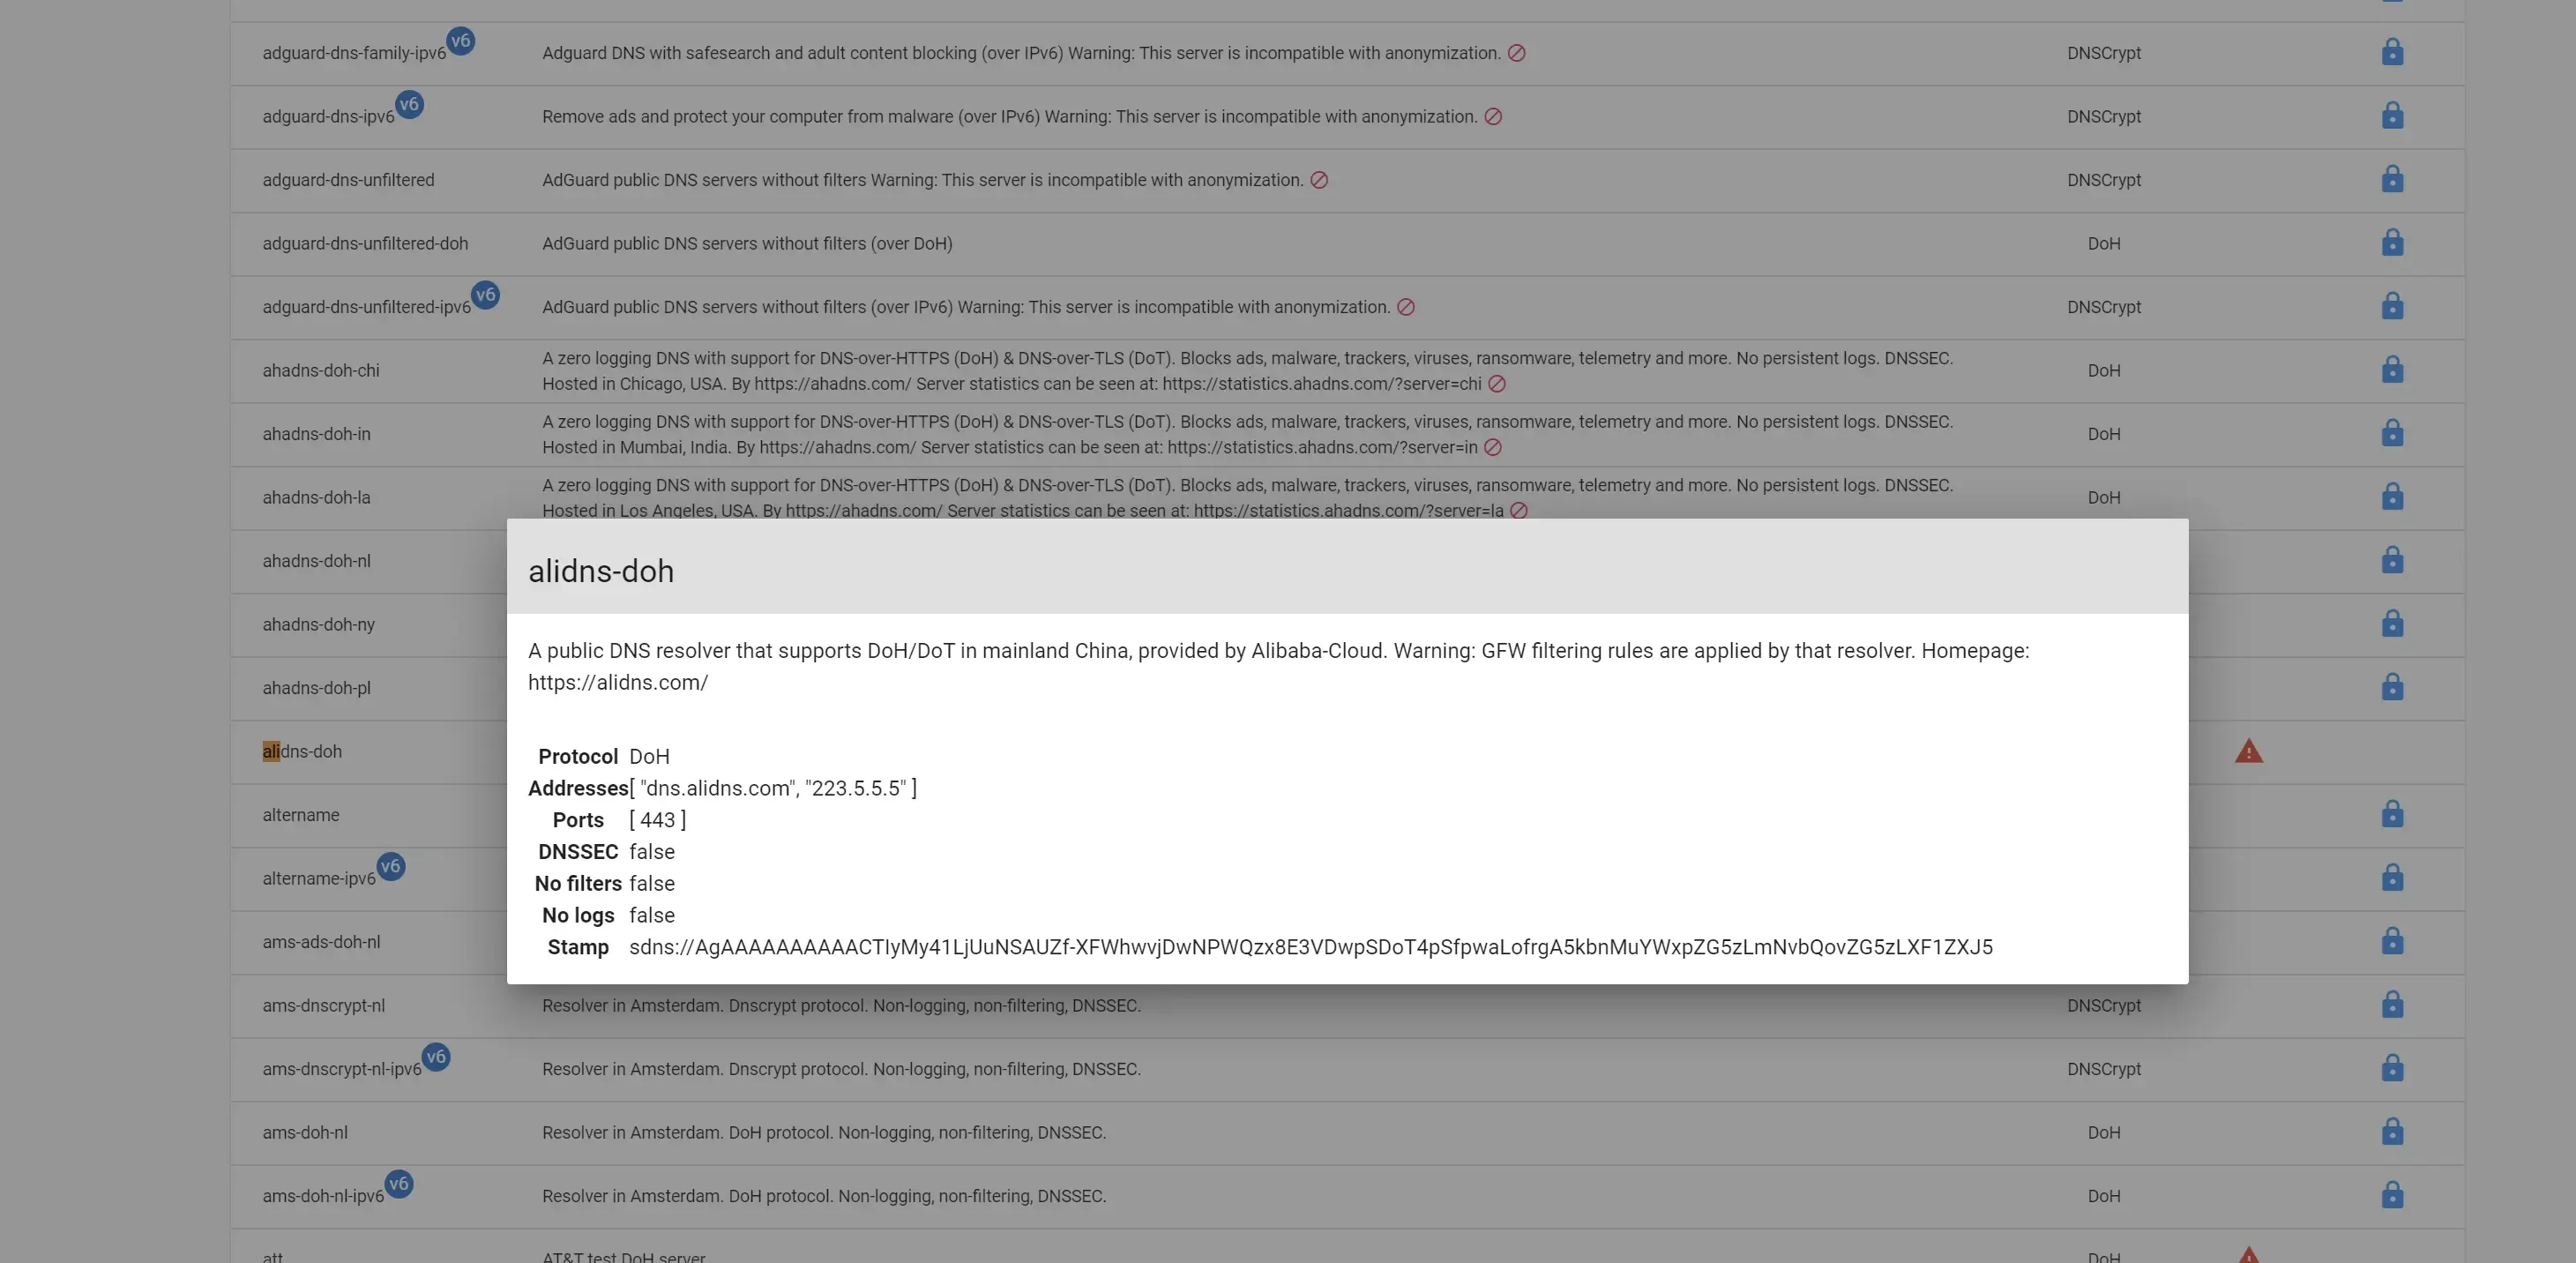 adguard-dns-family-ipv6 v6 Adguard DNS with safesearch and adult content blocking (over IPv6) Warning: This server is incompatible with anonymization. DNSCrypt
adguard-dns-ipv6 v6 Remove ads and protect your computer from malware (over IPv6) Warning: This server is incompatible with anonymization. DNSCrypt
adguard-dns-unfiltered AdGuard public DNS servers without filters Warning: This server is incompatible with anonymization. DNSCrypt
adguard-dns-unfiltered-doh AdGuard public DNS servers without filters (over DoH) DoH
adguard-dns-unfiltered-ipv6 v6 AdGuard public DNS servers without filters (over IPv6) Warning: This server is incompatible with anonymization. DNSCrypt
ahadns-doh-chi A zero logging DNS with support for DNS-over-HTTPS (DoH) & DNS-over-TLS (DoT). Blocks ads, malware, trackers, viruses, ransomware, telemetry and more. No persistent logs. DNSSEC. DoH
Hosted in Chicago, USA. By https://ahadns.com/ Server statistics can be seen at: https://statistics.ahadns.com/?server=chi
ahadns-doh-in A zero logging DNS with support for DNS-over-HTTPS (DoH) & DNS-over-TLS (DoT). Blocks ads, malware, trackers, viruses, ransomware, telemetry and more. No persistent logs. DNSSEC. DoH
Hosted in Mumbai, India. By https://ahadns.com/ Server statistics can be seen at: https://statistics.ahadns.com/?server=in
ahadns-doh-la A zero logging DNS with support for DNS-over-HTTPS (DoH) & DNS-over-TLS (DoT). Blocks ads, malware, trackers, viruses, ransomware, telemetry and more. No persistent logs. DNSSEC. DoH
Hosted in Los Angeles, USA. By https://ahadns.com/ Server statistics can be seen at: https://statistics.ahadns.com/?server=la
ahadns-doh-nl
ahadns-doh-ny
ahadns-doh-pl
alidns-doh
altername
altername-ipv6 v6
ams-ads-doh-nl
alidns-doh
A public DNS resolver that supports DoH/DoT in mainland China, provided by Alibaba-Cloud. Warning: GFW filtering rules are applied by that resolver. Homepage:
https://alidns.com/
Protocol DoH
Addresses [ "dns.alidns.com", "223.5.5.5" ]
Ports [ 443 ]
DNSSEC false
No filters false
No logs false
Stamp sdns://AgAAAAAAAAAACTIyMy41LjUuNSAUZf-XFWhwvjDwNPWQzx8E3VDwpSDoT4pSfpwaLofrgA5kbnMuYWxpZG5zLmNvbQovZG5zLXF1ZXJ5
ams-dnscrypt-nl Resolver in Amsterdam. Dnscrypt protocol. Non-logging, non-filtering, DNSSEC. DNSCrypt
ams-dnscrypt-nl-ipv6 v6 Resolver in Amsterdam. Dnscrypt protocol. Non-logging, non-filtering, DNSSEC. DNSCrypt
ams-doh-nl Resolver in Amsterdam. DoH protocol. Non-logging, non-filtering, DNSSEC. DoH
ams-doh-nl-ipv6 v6 Resolver in Amsterdam. DoH protocol. Non-logging, non-filtering, DNSSEC. DoH
att AT&T test DoH server DoH